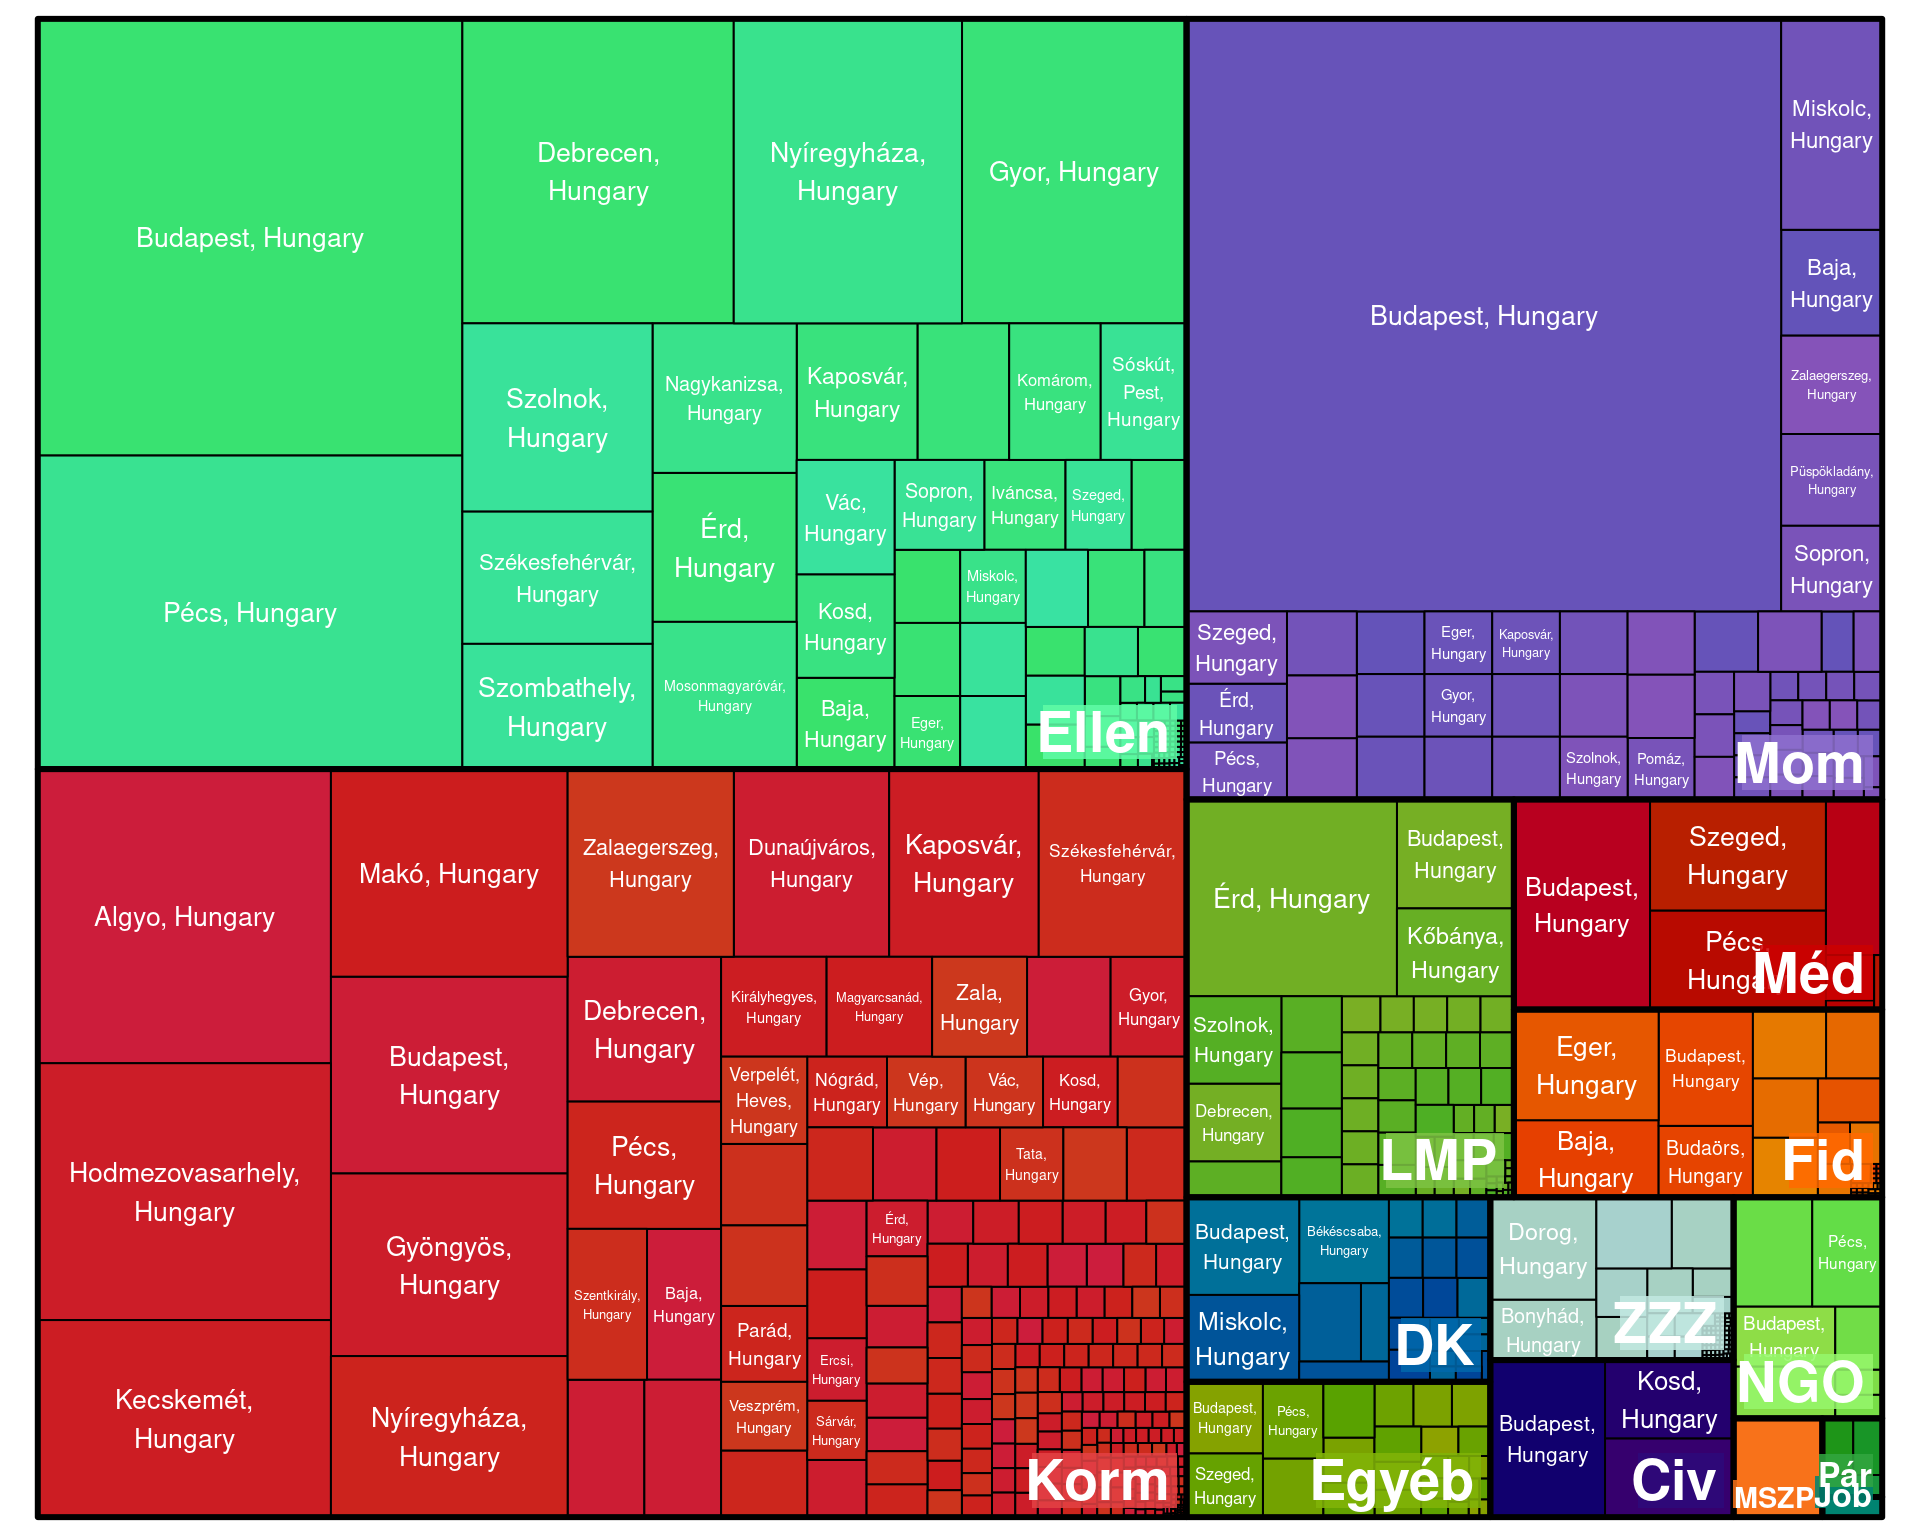 Budapest, Hungary
Debrecen,
Hungary
Nyíregyháza,
Hungary
Gyor, Hungary
Pécs, Hungary
Szolnok,
Hungary
Nagykanizsa,
Hungary
Kaposvár,
Hungary
Komárom,
Hungary
Sóskút,
Pest,
Hungary
Székesfehérvár,
Hungary
Érd,
Hungary
Vác,
Hungary
Sopron,
Hungary
Iváncsa,
Hungary
Szeged,
Hungary
Szombathely,
Hungary
Mosonmagyaróvár,
Hungary
Kosd,
Hungary
Miskolc,
Hungary
Baja,
Hungary
Eger,
Hungary
Ellen
Budapest, Hungary
Miskolc,
Hungary
Baja,
Hungary
Zalaegerszeg,
Hungary
Püspökladány,
Hungary
Sopron,
Hungary
Szeged,
Hungary
Eger,
Hungary
Kaposvár,
Hungary
Érd,
Hungary
Gyor,
Hungary
Pécs,
Hungary
Szolnok,
Hungary
Pomáz,
Hungary
Mom
Algyo, Hungary
Makó, Hungary
Zalaegerszeg,
Hungary
Dunaújváros,
Hungary
Kaposvár,
Hungary
Székesfehérvár,
Hungary
Hodmezovasarhely,
Hungary
Budapest,
Hungary
Debrecen,
Hungary
Királyhegyes,
Hungary
Magyarcsanád,
Hungary
Zala,
Hungary
Gyor,
Hungary
Verpelét,
Heves,
Hungary
Nógrád,
Hungary
Vép,
Hungary
Vác,
Hungary
Kosd,
Hungary
Pécs,
Hungary
Tata,
Hungary
Gyöngyös,
Hungary
Érd,
Hungary
Szentkirály,
Hungary
Baja,
Hungary
Parád,
Hungary
Ercsi,
Hungary
Kecskemét,
Hungary
Nyíregyháza,
Hungary
Veszprém,
Hungary
Sárvár,
Hungary
Korm
Érd, Hungary
Budapest,
Hungary
Kőbánya,
Hungary
Szolnok,
Hungary
Debrecen,
Hungary
LMP
Budapest,
Hungary
Szeged,
Hungary
Pécs,
Hunga
Méd
Eger,
Hungary
Budapest,
Hungary
Baja,
Hungary
Budaörs,
Hungary
Fid
Budapest,
Hungary
Békéscsaba,
Hungary
Miskolc,
Hungary
DK
Dorog,
Hungary
Bonyhád,
Hungary
ZZZ
Pécs,
Hungary
Budapest,
Hungary
NGO
Budapest,
Hungary
Pécs,
Hungary
Szeged,
Hungary
Egyéb
Budapest,
Hungary
Kosd,
Hungary
Civ
MSZP
Pár
Job